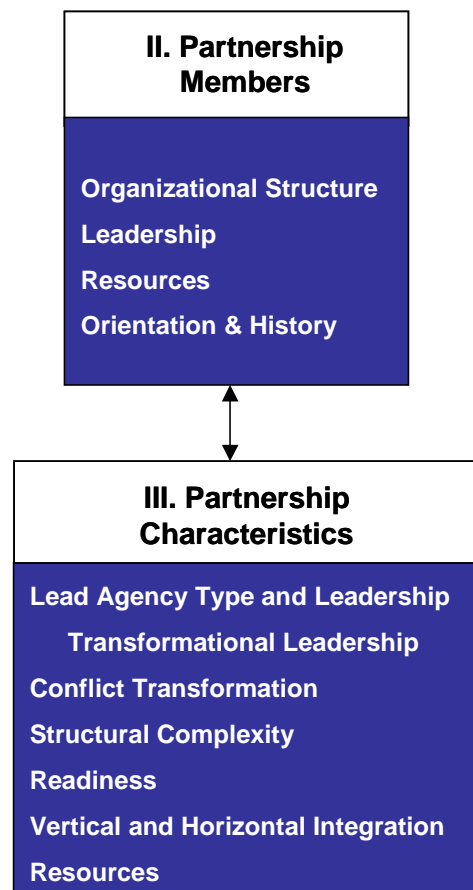 II. Partnership
Members
Organizational Structure
Leadership
Resources
Orientation & History
III. Partnership
Characteristics
Lead Agency Type and Leadership
Transformational Leadership
Conflict Transformation
Structural Complexity
Readiness
Vertical and Horizontal Integration
Resources